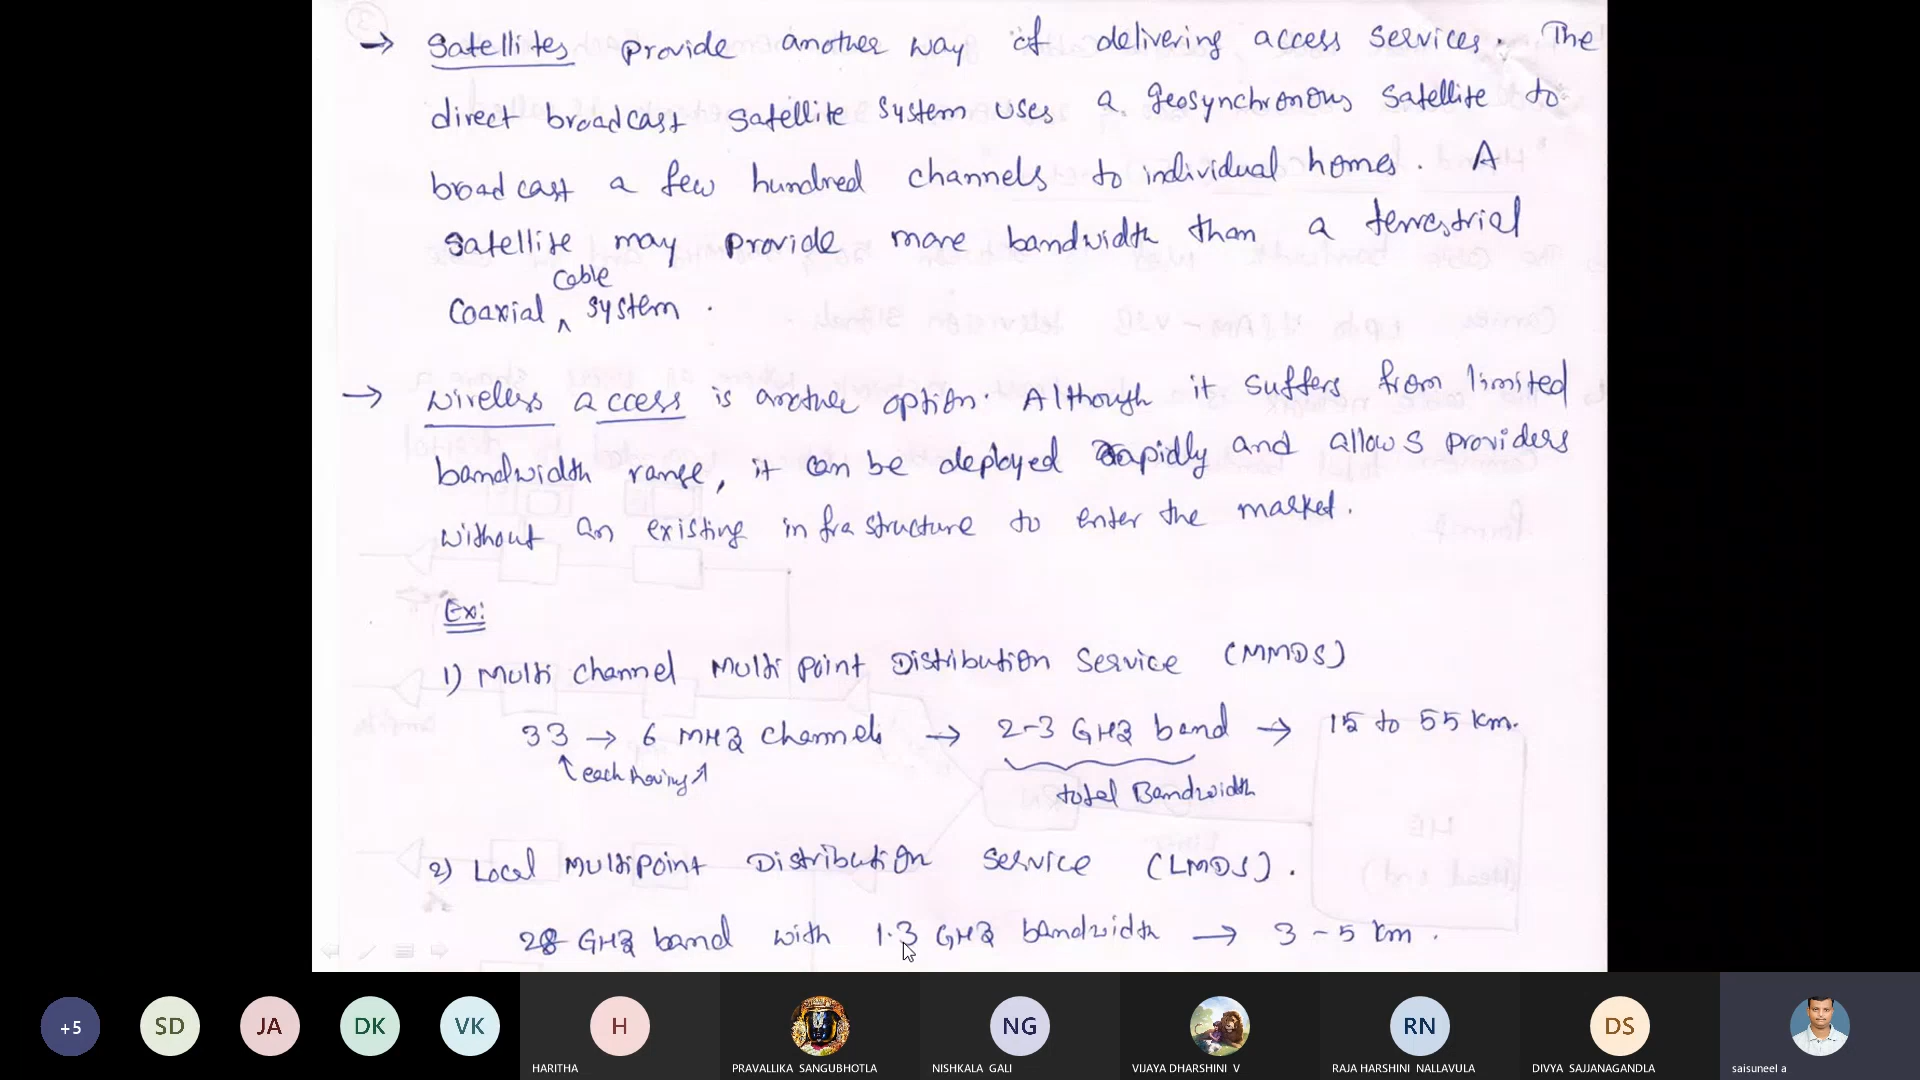 → Satellites provide another way of delivering access services. The
direct broadcast satellite system uses a geosynchronous satellite to
broadcast a few hundred channels to individual homes. A
satellite may provide more bandwidth than a terrestrial
cable
coaxial ^ system.
→ Wireless access is another option. Although it suffers from limited
bandwidth range, it can be deployed rapidly and allows providers
without an existing infrastructure to enter the market.
Ex:
1) Multi channel Multi point Distribution Service (MMDS)
33 → 6 MHz channels → 2-3 GHz band → 15 to 55 km.
↑ each having ↑
total Bandwidth
2) Local Multipoint Distribution Service (LMDS).
28 GHz band with 1.3 GHz bandwidth → 3 - 5 km.
+5 SD JA DK VK H NG RN DS
HARITHA PRAVALLIKA SANGUBHOTLA NISHKALA GALI VIJAYA DHARSHINI V RAJA HARSHINI NALLAVULA DIVYA SAJJANAGANDLA saisuneel a